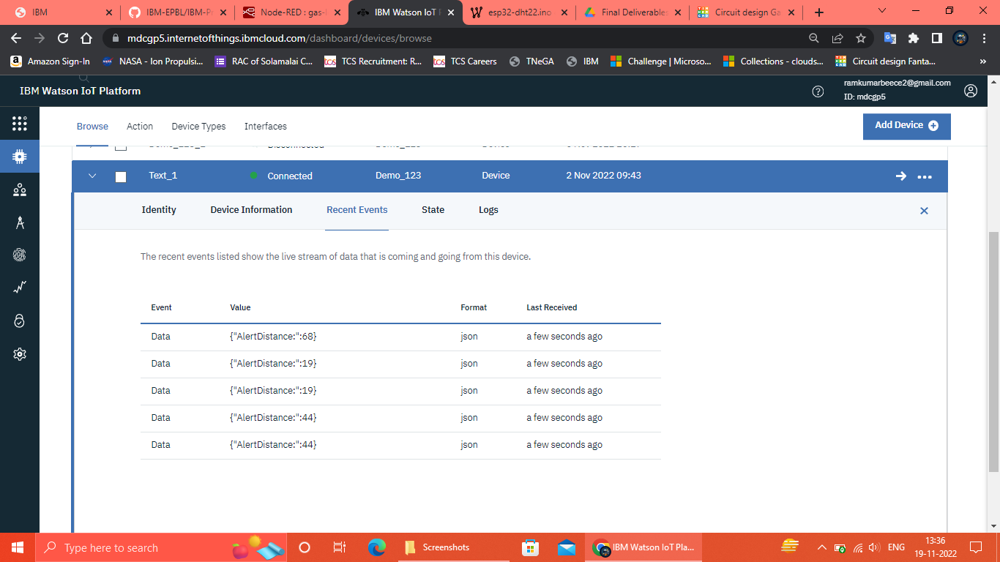 IBM
IBM-EPBL/IBM-Pr
Node-RED : gas-l
IBM Watson IoT P
esp32-dht22.ino
Final Deliverables
Circuit design Ga
mdcgp5.internetofthings.ibmcloud.com/dashboard/devices/browse
Amazon Sign-In
NASA - Ion Propulsi...
RAC of Solamalai C...
TCS Recruitment: R...
TCS Careers
TNeGA
IBM
Challenge | Microso...
Collections - clouds...
Circuit design Fanta...
IBM Watson IoT Platform
ramkumarbeece2@gmail.com
ID: mdcgp5
Browse
Action
Device Types
Interfaces
Add Device
Disconnected
Device
Text_1
Connected
Demo_123
Device
2 Nov 2022 09:43
Identity
Device Information
Recent Events
State
Logs
The recent events listed show the live stream of data that is coming and going from this device.
Event Value Format Last Received
Data {"AlertDistance:":68} json a few seconds ago
Data {"AlertDistance:":19} json a few seconds ago
Data {"AlertDistance:":19} json a few seconds ago
Data {"AlertDistance:":44} json a few seconds ago
Data {"AlertDistance:":44} json a few seconds ago
Type here to search
Screenshots
IBM Watson IoT Pla...
ENG
13:36
19-11-2022